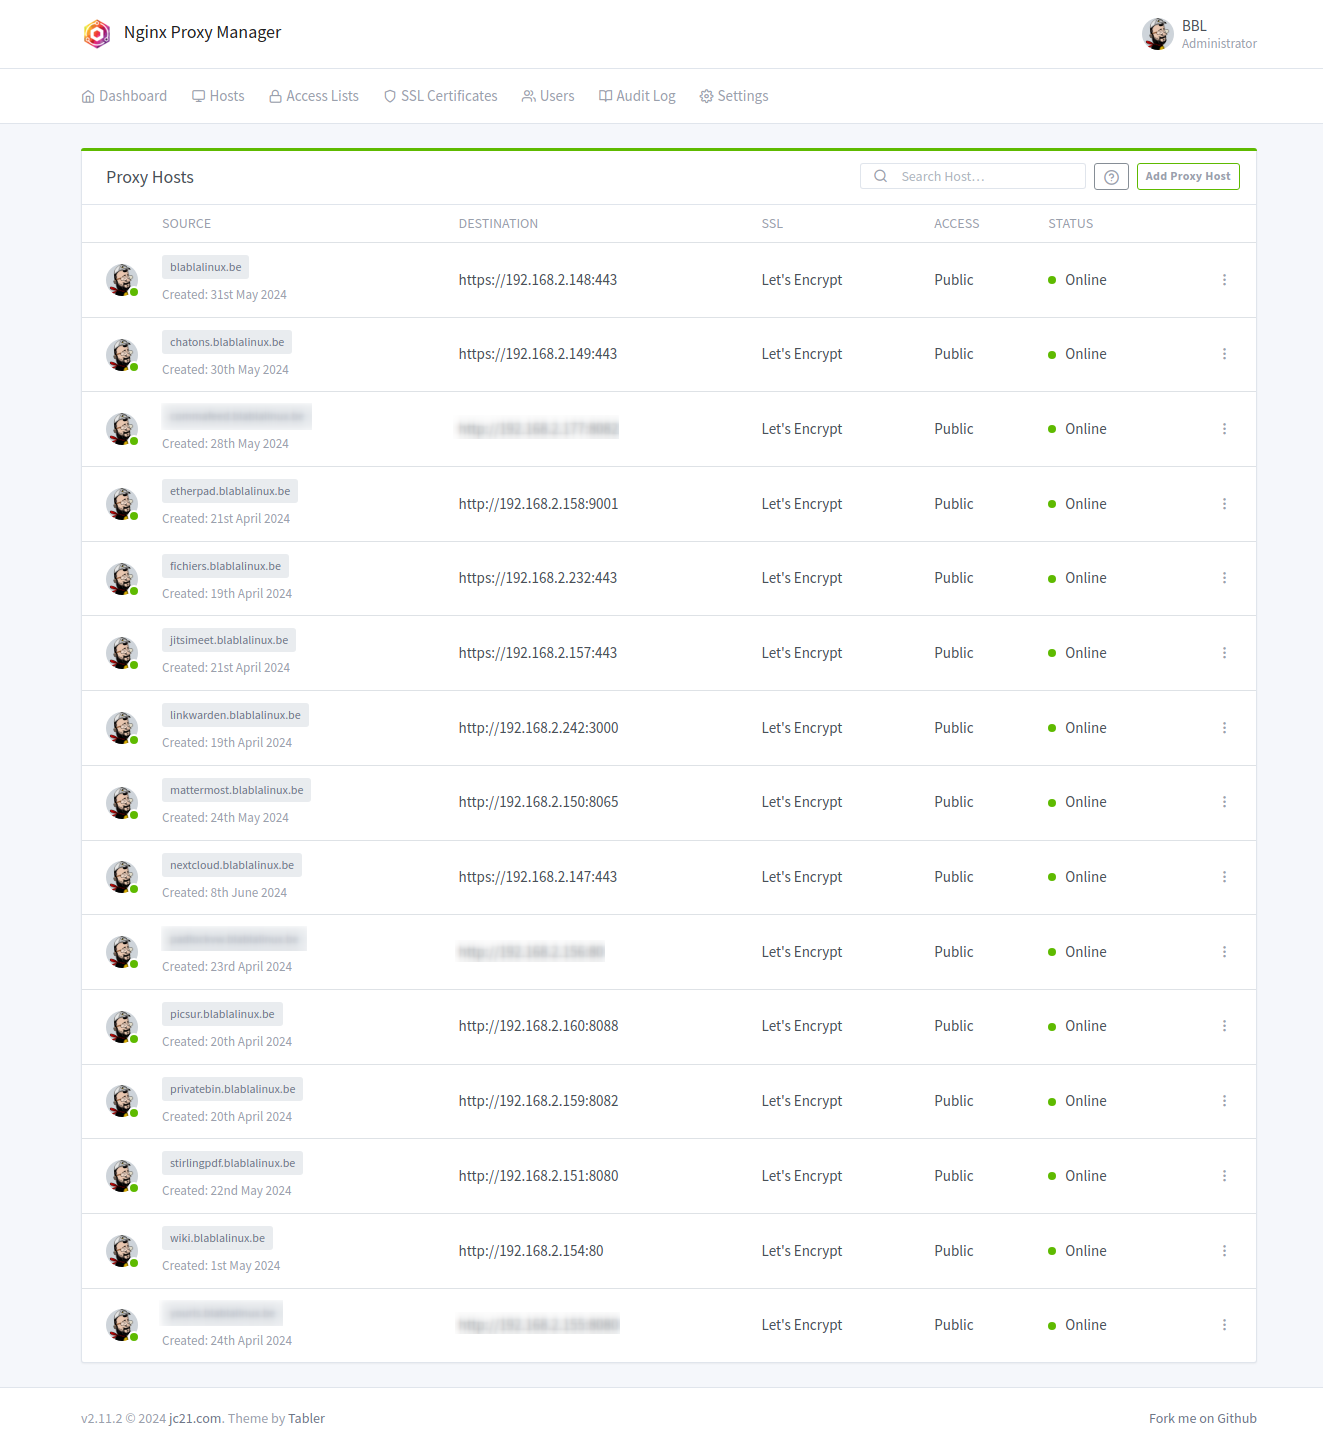 Nginx Proxy Manager
BBL
Administrator
Dashboard Hosts Access Lists SSL Certificates Users Audit Log Settings
Proxy Hosts Search Host… Add Proxy Host
SOURCE DESTINATION SSL ACCESS STATUS
blablalinux.be
Created: 31st May 2024 https://192.168.2.148:443 Let's Encrypt Public Online
chatons.blablalinux.be
Created: 30th May 2024 https://192.168.2.149:443 Let's Encrypt Public Online
Created: 28th May 2024 Let's Encrypt Public Online
etherpad.blablalinux.be
Created: 21st April 2024 http://192.168.2.158:9001 Let's Encrypt Public Online
fichiers.blablalinux.be
Created: 19th April 2024 https://192.168.2.232:443 Let's Encrypt Public Online
jitsimeet.blablalinux.be
Created: 21st April 2024 https://192.168.2.157:443 Let's Encrypt Public Online
linkwarden.blablalinux.be
Created: 19th April 2024 http://192.168.2.242:3000 Let's Encrypt Public Online
mattermost.blablalinux.be
Created: 24th May 2024 http://192.168.2.150:8065 Let's Encrypt Public Online
nextcloud.blablalinux.be
Created: 8th June 2024 https://192.168.2.147:443 Let's Encrypt Public Online
Created: 23rd April 2024 Let's Encrypt Public Online
picsur.blablalinux.be
Created: 20th April 2024 http://192.168.2.160:8088 Let's Encrypt Public Online
privatebin.blablalinux.be
Created: 20th April 2024 http://192.168.2.159:8082 Let's Encrypt Public Online
stirlingpdf.blablalinux.be
Created: 22nd May 2024 http://192.168.2.151:8080 Let's Encrypt Public Online
wiki.blablalinux.be
Created: 1st May 2024 http://192.168.2.154:80 Let's Encrypt Public Online
Created: 24th April 2024 Let's Encrypt Public Online
v2.11.2 © 2024 jc21.com. Theme by Tabler Fork me on Github